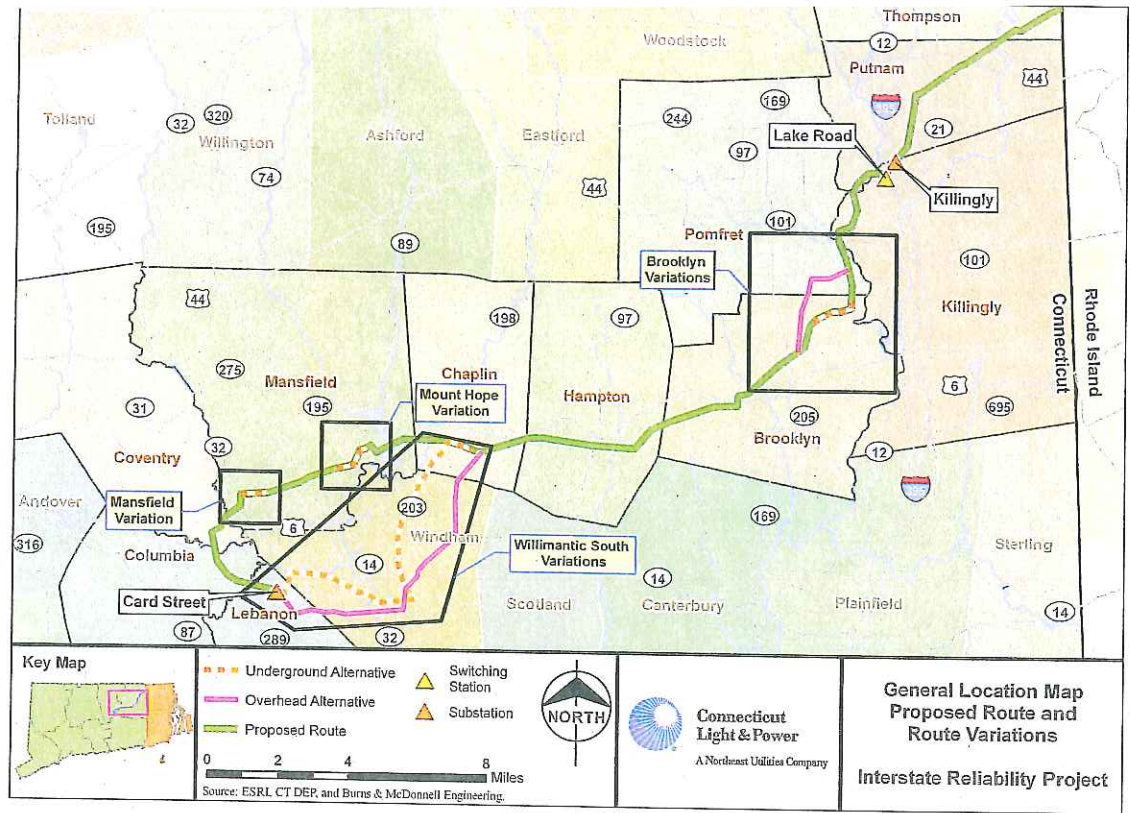 Thompson
12
Woodstock
Putnam
44
169
32
320
Tolland
Willington
Ashford
Eastford
244
21
Lake Road
97
74
44
Killingly
195
101
Pomfret
89
Brooklyn
Variations
101
44
198
97
Killingly
Connecticut
Rhode Island
275
Chaplin
Mansfield
Mount Hope
Variation
Hampton
6
31
195
205
695
32
Brooklyn
Coventry
12
Andover
Mansfield
Variation
203
6
169
Windham
316
Sterling
Columbia
14
Willimantic South
Variations
14
Card Street
Scotland
Canterbury
Plainfield
14
Lebanon
87
289
32
Key Map
Underground Alternative
Overhead Alternative
Proposed Route
Switching
Station
Substation
NORTH
0 2 4 8
Miles
Source: ESRI, CT DEP, and Burns & McDonnell Engineering.
Connecticut
Light & Power
A Northeast Utilities Company
General Location Map
Proposed Route and
Route Variations
Interstate Reliability Project